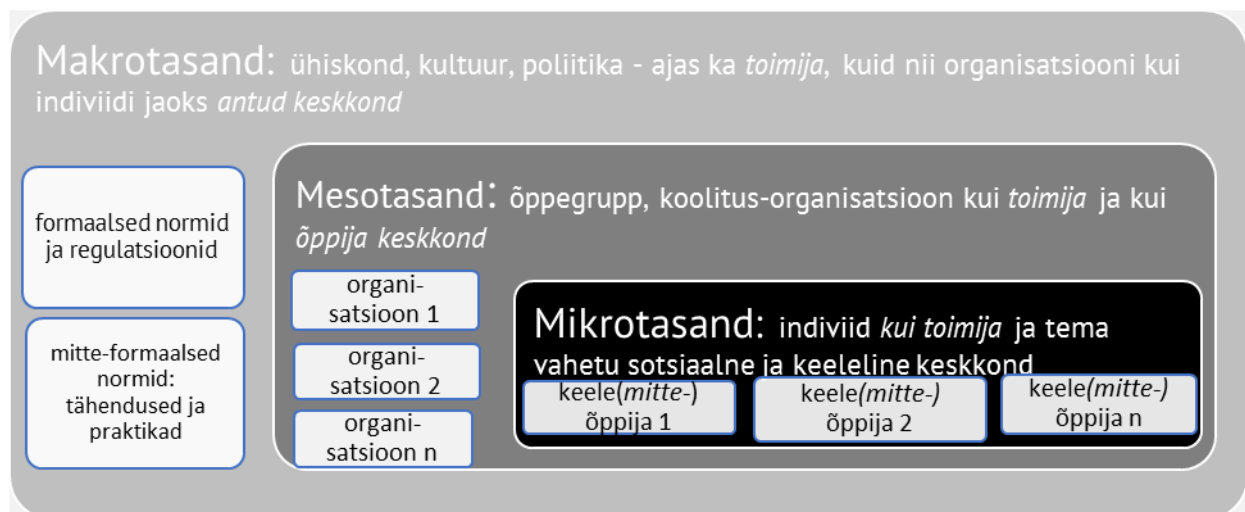 Makrotasand: ühiskond, kultuur, poliitika - ajas ka toimija, kuid nii organisatsiooni kui
indiviidi jaoks antud keskkond
formaalsed normid
ja regulatsioonid
mitte-formaalsed
normid:
tähendused ja
praktikad
Mesotasand: õppegrupp, koolitus-organisatsioon kui toimija ja kui
õppija keskkond
organi-
satsioon 1
organi-
satsioon 2
organi-
satsioon n
Mikrotasand: indiviid kui toimija ja tema
vahetu sotsiaalne ja keeleline keskkond
keele(mitte-)
õppija 1
keele(mitte-)
õppija 2
keele(mitte-)
õppija n